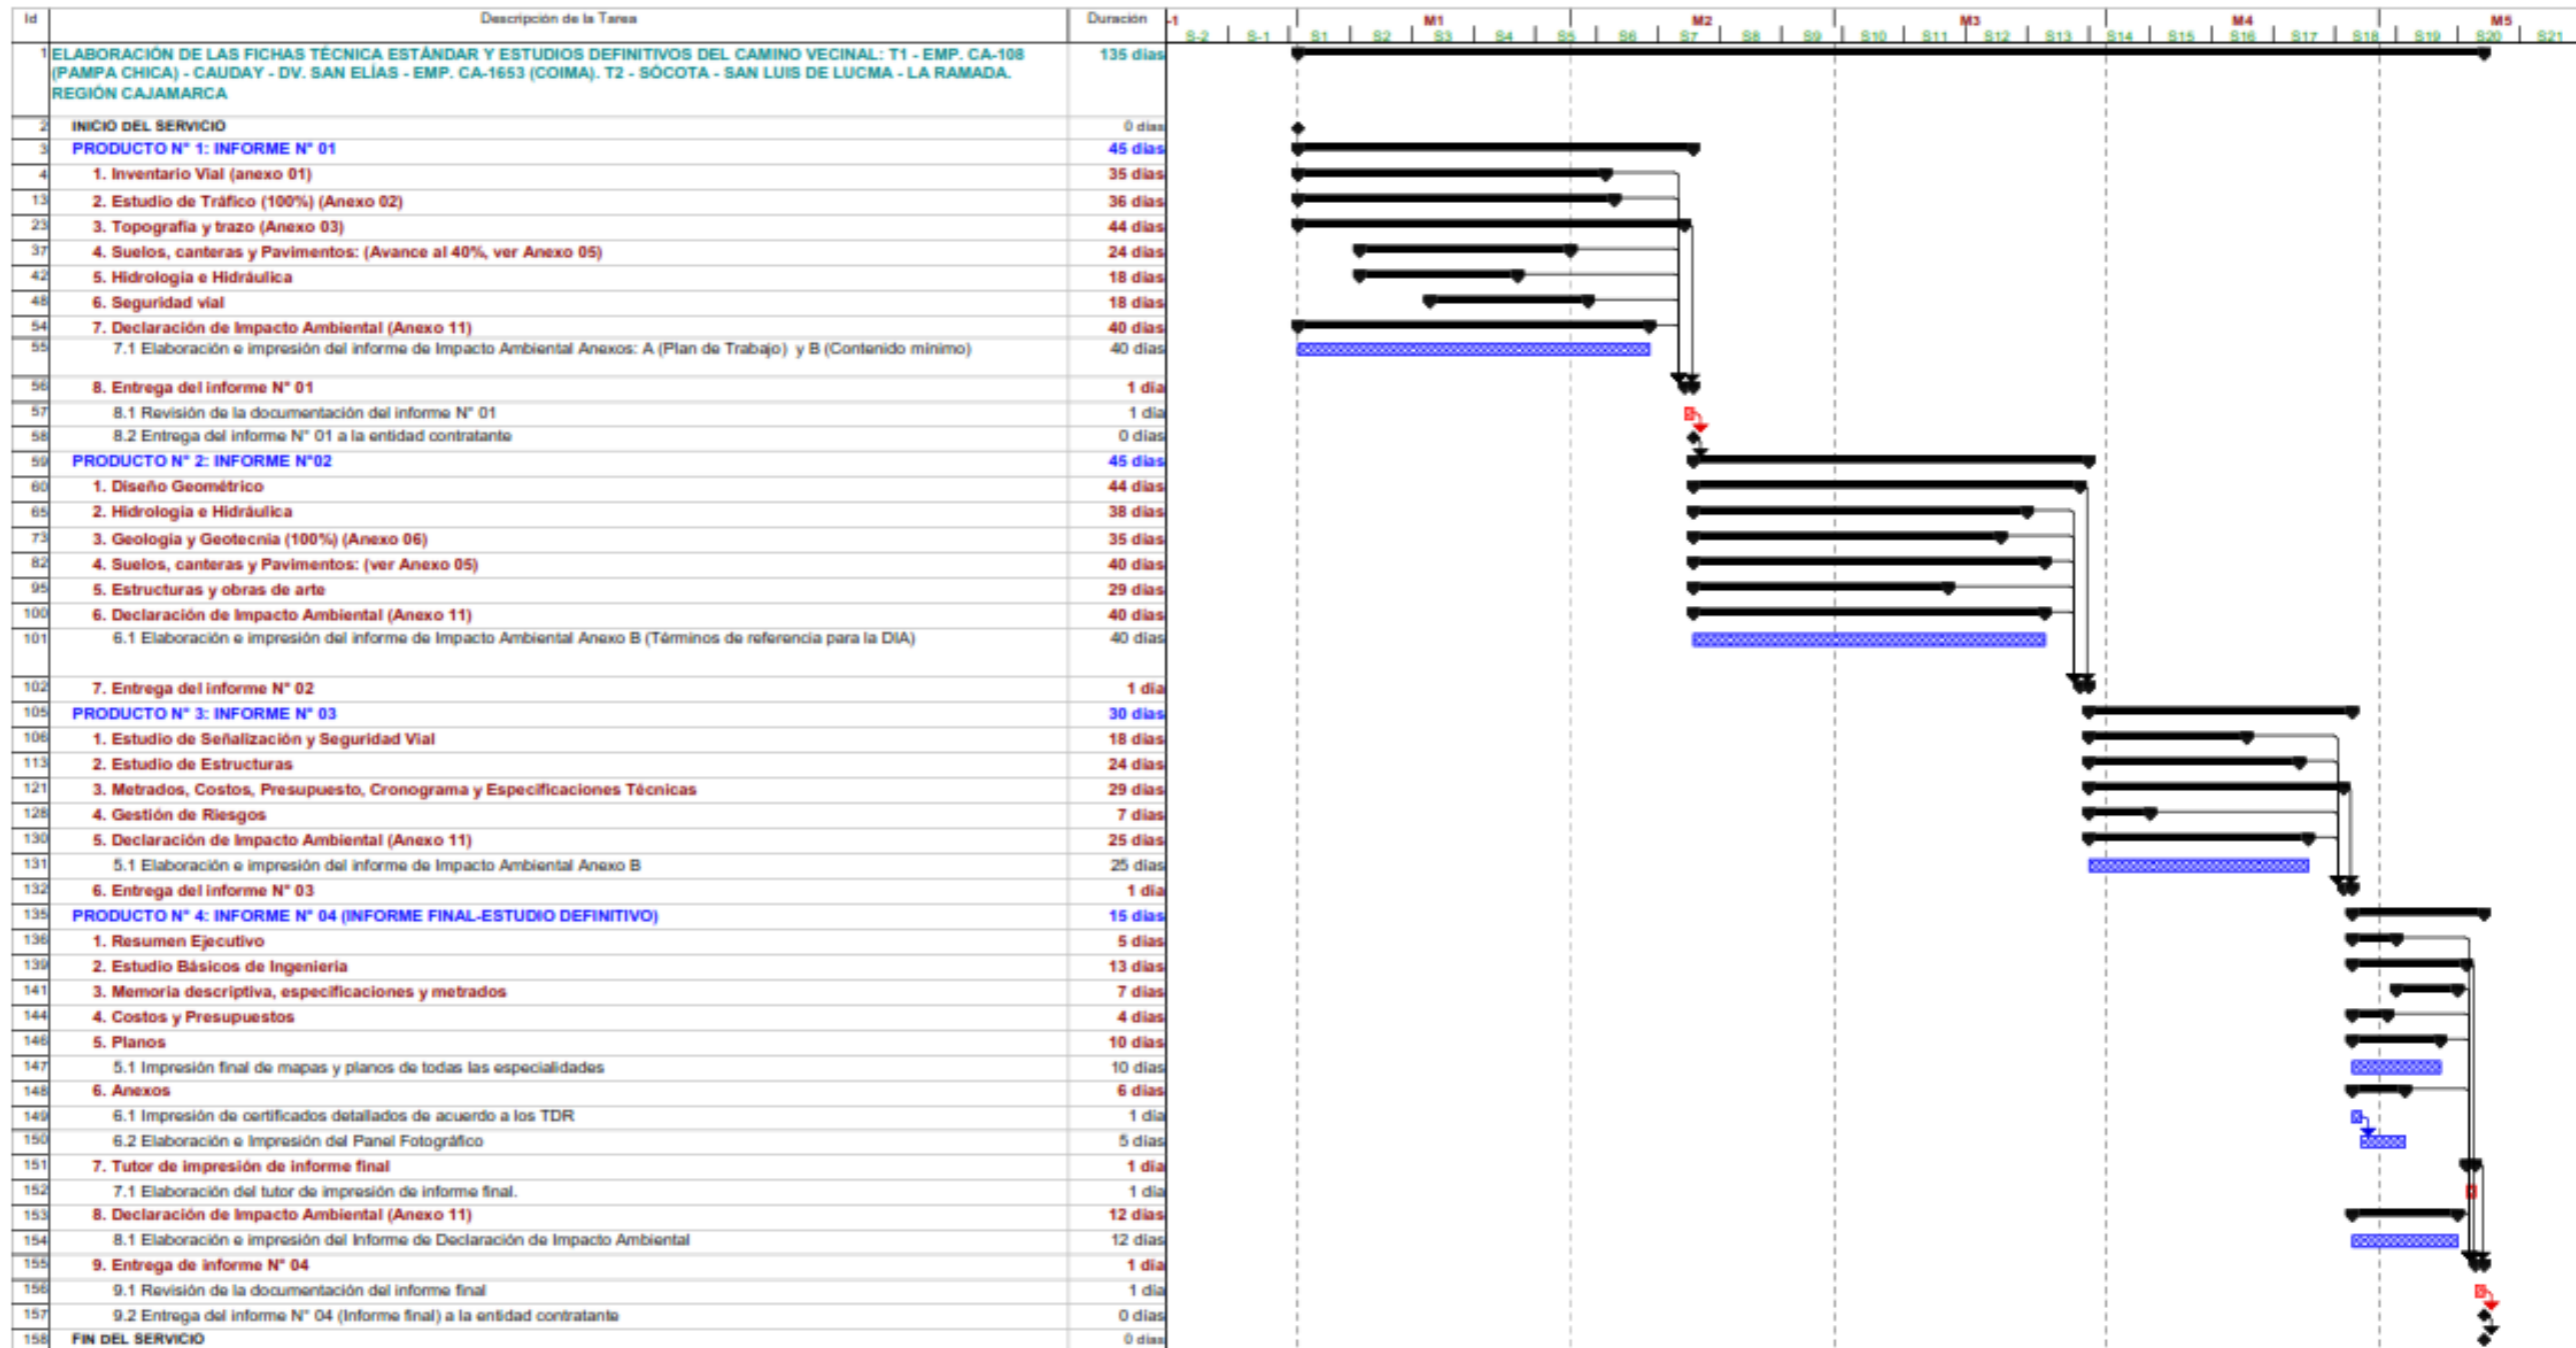 Id Descripción de la Tarea Duración -1 M1 M2 M3 M4 M5
S-2 S-1 S1 S2 S3 S4 S5 S6 S7 S8 S9 S10 S11 S12 S13 S14 S15 S16 S17 S18 S19 S20 S21
1 ELABORACIÓN DE LAS FICHAS TÉCNICA ESTÁNDAR Y ESTUDIOS DEFINITIVOS DEL CAMINO VECINAL: T1 - EMP. CA-108 135 días
(PAMPA CHICA) - CAUDAY - DV. SAN ELÍAS - EMP. CA-1653 (COIMA). T2 - SÓCOTA - SAN LUIS DE LUCMA - LA RAMADA.
REGIÓN CAJAMARCA
2 INICIO DEL SERVICIO 0 días
3 PRODUCTO N° 1: INFORME N° 01 45 días
4 1. Inventario Vial (anexo 01) 35 días
13 2. Estudio de Tráfico (100%) (Anexo 02) 36 días
23 3. Topografía y trazo (Anexo 03) 44 días
37 4. Suelos, canteras y Pavimentos: (Avance al 40%, ver Anexo 05) 24 días
42 5. Hidrología e Hidráulica 18 días
48 6. Seguridad vial 18 días
54 7. Declaración de Impacto Ambiental (Anexo 11) 40 días
55 7.1 Elaboración e impresión del informe de Impacto Ambiental Anexos: A (Plan de Trabajo) y B (Contenido mínimo) 40 días
56 8. Entrega del informe N° 01 1 día
57 8.1 Revisión de la documentación del informe N° 01 1 día
58 8.2 Entrega del informe N° 01 a la entidad contratante 0 días
59 PRODUCTO N° 2: INFORME N°02 45 días
60 1. Diseño Geométrico 44 días
65 2. Hidrología e Hidráulica 38 días
73 3. Geología y Geotecnia (100%) (Anexo 06) 35 días
82 4. Suelos, canteras y Pavimentos: (ver Anexo 05) 40 días
95 5. Estructuras y obras de arte 29 días
100 6. Declaración de Impacto Ambiental (Anexo 11) 40 días
101 6.1 Elaboración e impresión del informe de Impacto Ambiental Anexo B (Términos de referencia para la DIA) 40 días
102 7. Entrega del informe N° 02 1 día
105 PRODUCTO N° 3: INFORME N° 03 30 días
106 1. Estudio de Señalización y Seguridad Vial 18 días
113 2. Estudio de Estructuras 24 días
121 3. Metrados, Costos, Presupuesto, Cronograma y Especificaciones Técnicas 29 días
128 4. Gestión de Riesgos 7 días
130 5. Declaración de Impacto Ambiental (Anexo 11) 25 días
131 5.1 Elaboración e impresión del informe de Impacto Ambiental Anexo B 25 días
132 6. Entrega del informe N° 03 1 día
135 PRODUCTO N° 4: INFORME N° 04 (INFORME FINAL-ESTUDIO DEFINITIVO) 15 días
136 1. Resumen Ejecutivo 5 días
139 2. Estudio Básicos de Ingeniería 13 días
141 3. Memoria descriptiva, especificaciones y metrados 7 días
144 4. Costos y Presupuestos 4 días
146 5. Planos 10 días
147 5.1 Impresión final de mapas y planos de todas las especialidades 10 días
148 6. Anexos 6 días
149 6.1 Impresión de certificados detallados de acuerdo a los TDR 1 día
150 6.2 Elaboración e Impresión del Panel Fotográfico 5 días
151 7. Tutor de impresión de informe final 1 día
152 7.1 Elaboración del tutor de impresión de informe final. 1 día
153 8. Declaración de Impacto Ambiental (Anexo 11) 12 días
154 8.1 Elaboración e impresión del Informe de Declaración de Impacto Ambiental 12 días
155 9. Entrega de informe N° 04 1 día
156 9.1 Revisión de la documentación del informe final 1 día
157 9.2 Entrega del informe N° 04 (Informe final) a la entidad contratante 0 días
158 FIN DEL SERVICIO 0 días